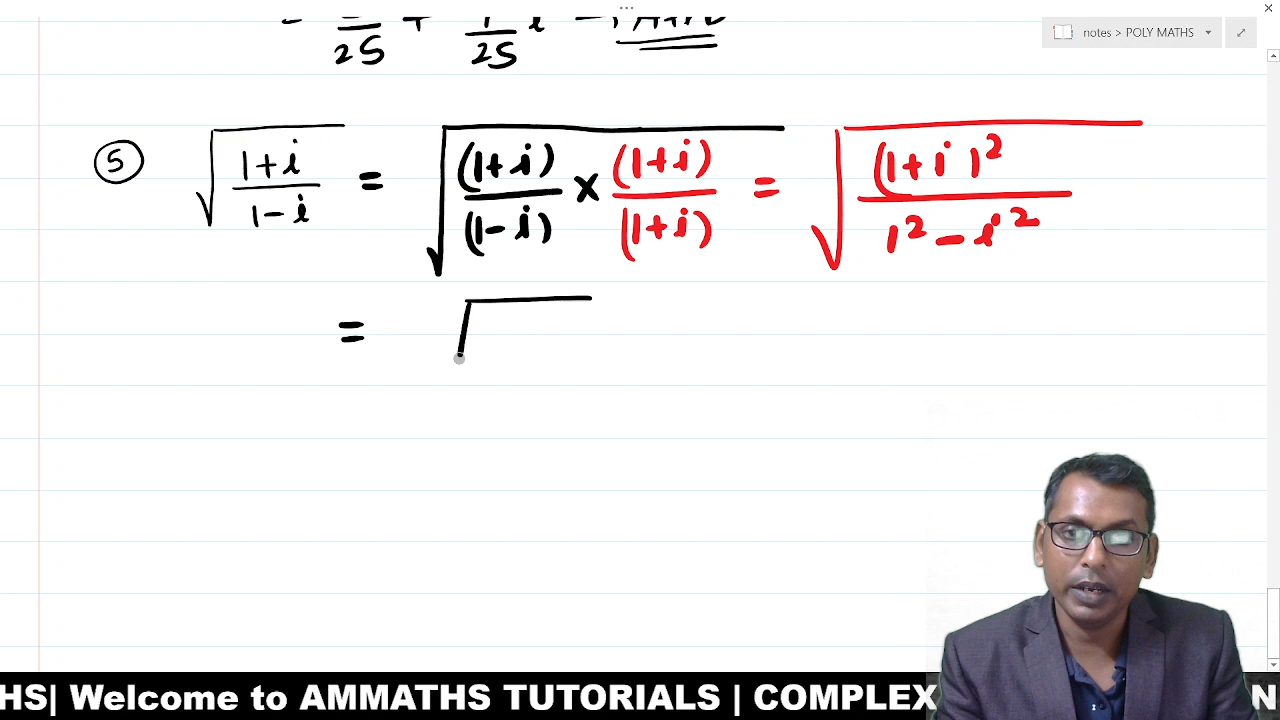 notes > POLY MATHS
25 + 25 i
5 √((1+i)/(1-i)) = √((1+i)/(1-i) × (1+i)/(1+i)) = √((1+i)²/(1²-i²))
= √
HS| Welcome to AMMATHS TUTORIALS | COMPLEX N